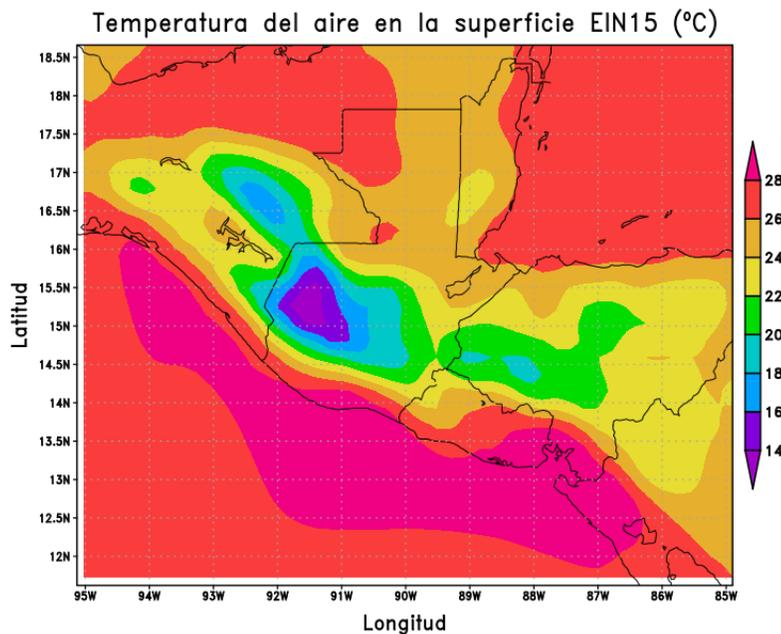 Temperatura del aire en la superficie EIN15 (ºC)
18.5N
18N
17.5N
17N
16.5N
16N
15.5N
15N
14.5N
14N
13.5N
13N
12.5N
12N
Latitud
95W 94W 93W 92W 91W 90W 89W 88W 87W 86W 85W
Longitud
28
26
24
22
20
18
16
14